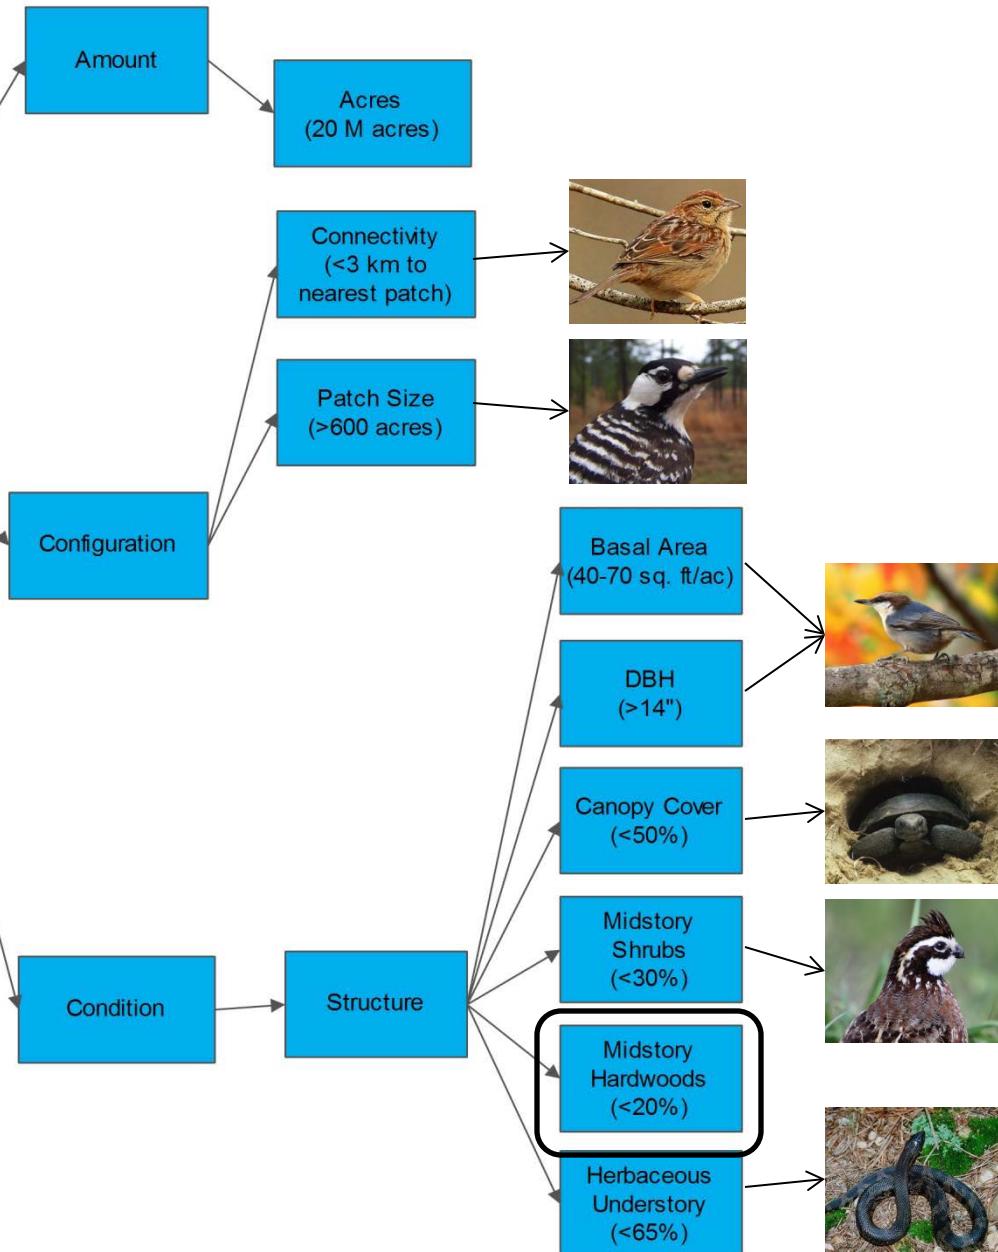 Amount
Acres
(20 M acres)
Connectivity
(<3 km to
nearest patch)
Patch Size
(>600 acres)
Configuration
Basal Area
(40-70 sq. ft/ac)
DBH
(>14")
Canopy Cover
(<50%)
Midstory
Shrubs
(<30%)
Condition
Structure
Midstory
Hardwoods
(<20%)
Herbaceous
Understory
(<65%)